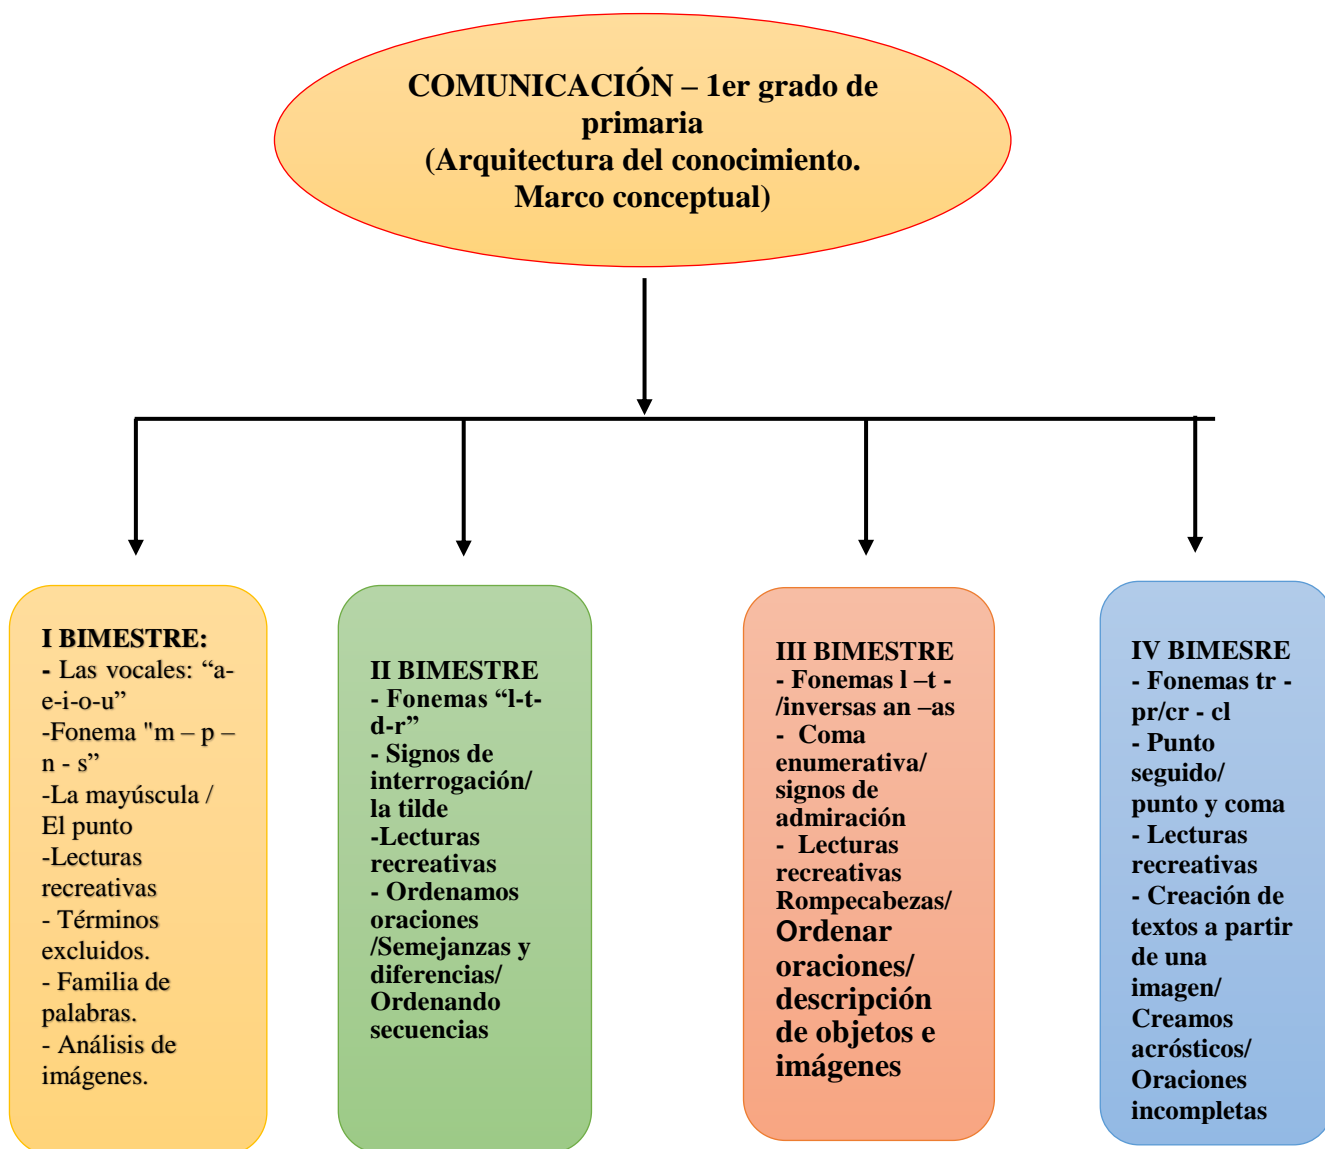 COMUNICACIÓN – 1er grado de
primaria
(Arquitectura del conocimiento.
Marco conceptual)
I BIMESTRE:
- Las vocales: “a-
e-i-o-u”
-Fonema "m – p –
n - s”
-La mayúscula /
El punto
-Lecturas
recreativas
- Términos
excluidos.
- Familia de
palabras.
- Análisis de
imágenes.
II BIMESTRE
- Fonemas “l-t-
d-r”
- Signos de
interrogación/
la tilde
-Lecturas
recreativas
- Ordenamos
oraciones
/Semejanzas y
diferencias/
Ordenando
secuencias
III BIMESTRE
- Fonemas l –t -
/inversas an –as
- Coma
enumerativa/
signos de
admiración
- Lecturas
recreativas
Rompecabezas/
Ordenar
oraciones/
descripción
de objetos e
imágenes
IV BIMESRE
- Fonemas tr -
pr/cr - cl
- Punto
seguido/
punto y coma
- Lecturas
recreativas
- Creación de
textos a partir
de una
imagen/
Creamos
acrósticos/
Oraciones
incompletas